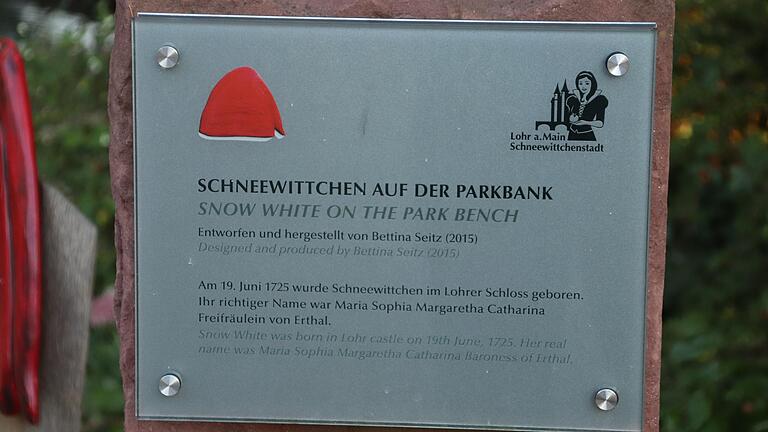 Lohr a.Main
Schneewittchenstadt
SCHNEEWITTCHEN AUF DER PARKBANK
SNOW WHITE ON THE PARK BENCH
Entworfen und hergestellt von Bettina Seitz (2015)
Designed and produced by Bettina Seitz (2015)
Am 19. Juni 1725 wurde Schneewittchen im Lohrer Schloss geboren.
Ihr richtiger Name war Maria Sophia Margaretha Catharina
Freifräulein von Erthal.
Snow White was born in Lohr castle on 19th June, 1725. Her real
name was Maria Sophia Margaretha Catharina Baroness of Erthal.